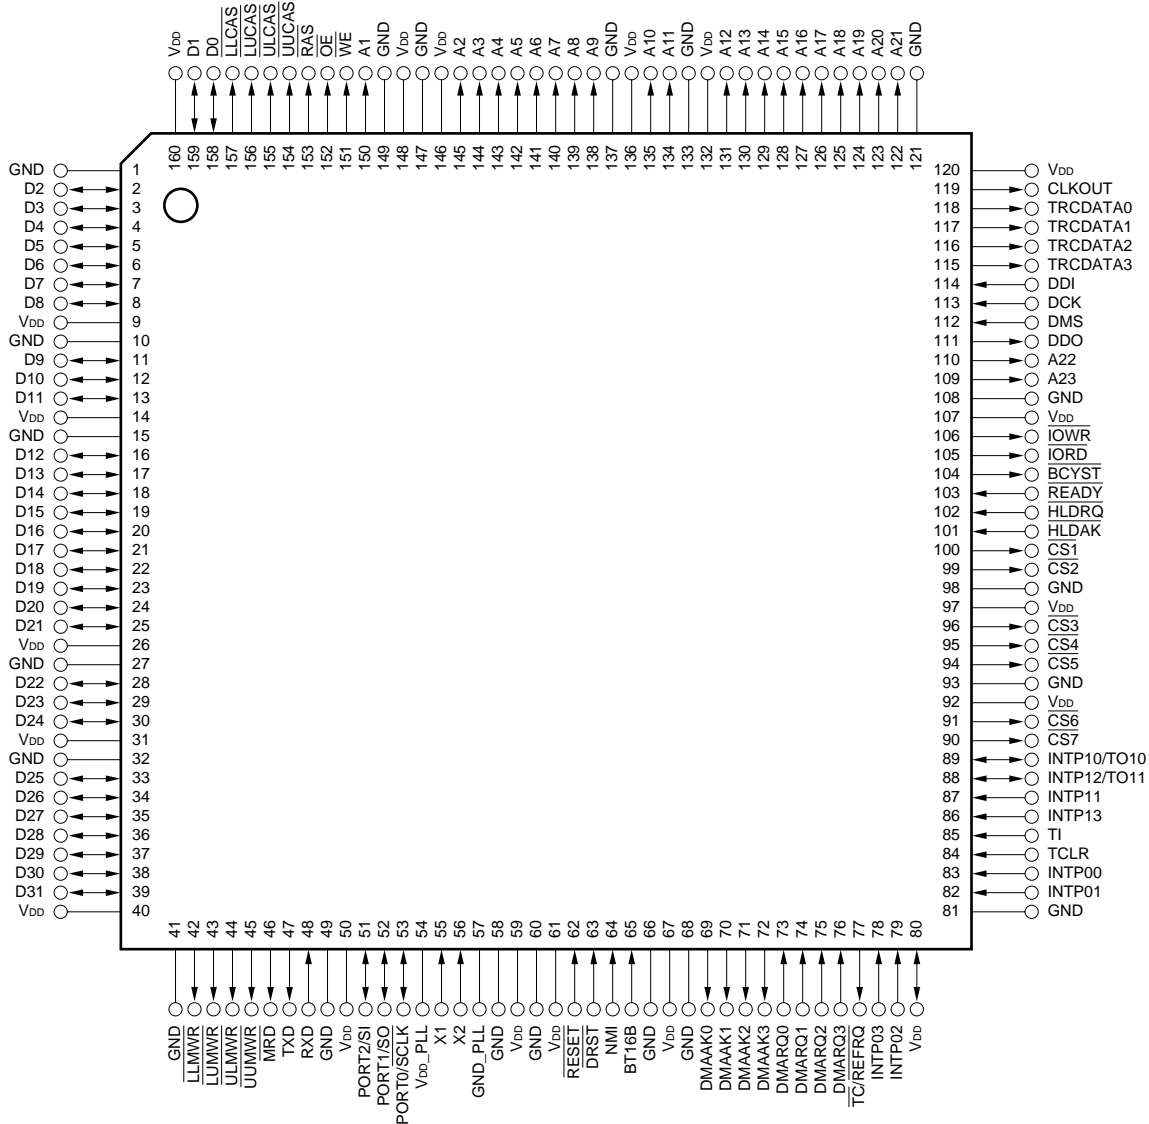 VDD
D1
D0
LLCAS
LUCAS
ULCAS
UUCAS
RAS
OE
WE
A1
GND
VDD
GND
VDD
A2
A3
A4
A5
A6
A7
A8
A9
GND
VDD
A10
A11
GND
VDD
A12
A13
A14
A15
A16
A17
A18
A19
A20
A21
GND
160
159
158
157
156
155
154
153
152
151
150
149
148
147
146
145
144
143
142
141
140
139
138
137
136
135
134
133
132
131
130
129
128
127
126
125
124
123
122
121
GND 1
D2 2
D3 3
D4 4
D5 5
D6 6
D7 7
D8 8
VDD 9
GND 10
D9 11
D10 12
D11 13
VDD 14
GND 15
D12 16
D13 17
D14 18
D15 19
D16 20
D17 21
D18 22
D19 23
D20 24
D21 25
VDD 26
GND 27
D22 28
D23 29
D24 30
VDD 31
GND 32
D25 33
D26 34
D27 35
D28 36
D29 37
D30 38
D31 39
VDD 40
120 VDD
119 CLKOUT
118 TRCDATA0
117 TRCDATA1
116 TRCDATA2
115 TRCDATA3
114 DDI
113 DCK
112 DMS
111 DDO
110 A22
109 A23
108 GND
107 VDD
106 IOWR
105 IORD
104 BCYST
103 READY
102 HLDRQ
101 HLDAK
100 CS1
99 CS2
98 GND
97 VDD
96 CS3
95 CS4
94 CS5
93 GND
92 VDD
91 CS6
90 CS7
89 INTP10/TO10
88 INTP12/TO11
87 INTP11
86 INTP13
85 TI
84 TCLR
83 INTP00
82 INTP01
81 GND
41
42
43
44
45
46
47
48
49
50
51
52
53
54
55
56
57
58
59
60
61
62
63
64
65
66
67
68
69
70
71
72
73
74
75
76
77
78
79
80
GND
LLMWR
LUMWR
ULMWR
UUMWR
MRD
TXD
RXD
GND
VDD
PORT2/SI
PORT1/SO
PORT0/SCLK
VDD_PLL
X1
X2
GND_PLL
GND
VDD
GND
VDD
RESET
DRST
NMI
BT16B
GND
VDD
GND
DMAAK0
DMAAK1
DMAAK2
DMAAK3
DMARQ0
DMARQ1
DMARQ2
DMARQ3
TC/REFRQ
INTP03
INTP02
VDD